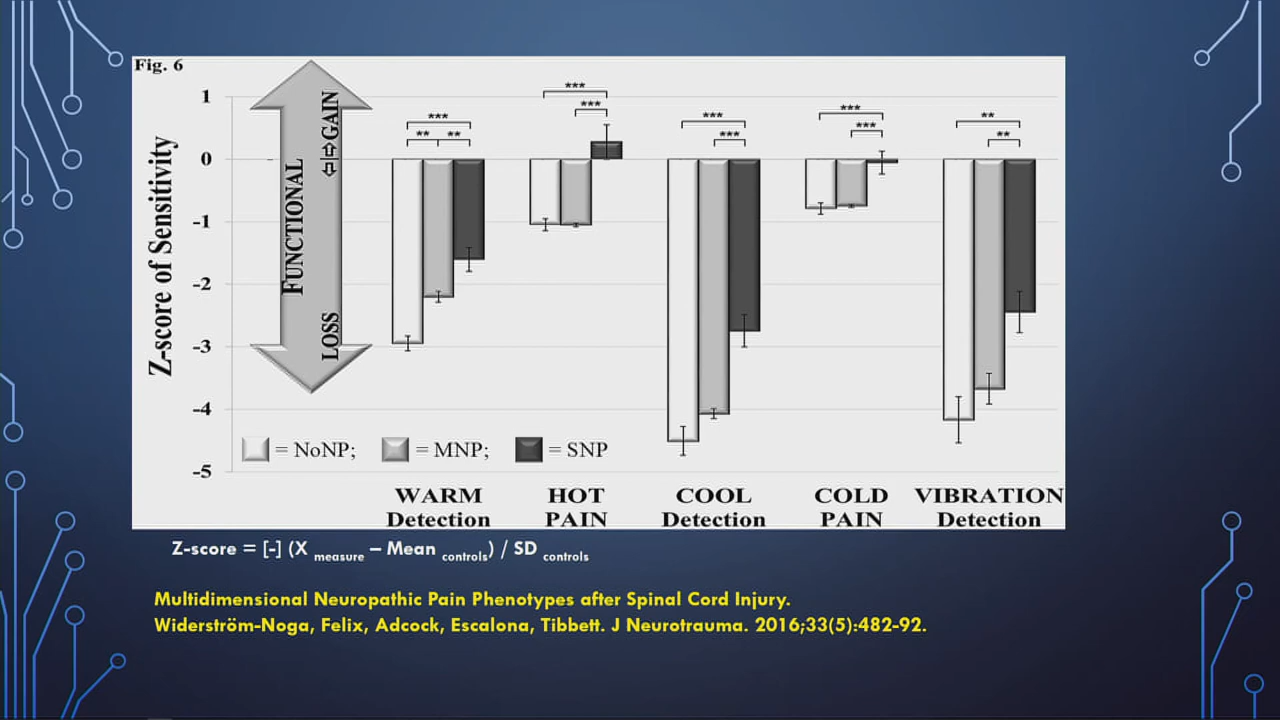 Fig. 6
Z-score of Sensitivity
1
0
-1
-2
-3
-4
-5
FUNCTIONAL
LOSS ⇦⇨ GAIN
***
**
**
***
***
***
***
***
***
**
**
= NoNP;
= MNP;
= SNP
WARM
Detection
HOT
PAIN
COOL
Detection
COLD
PAIN
VIBRATION
Detection
Z-score = [-] (X measure – Mean controls) / SD controls
Multidimensional Neuropathic Pain Phenotypes after Spinal Cord Injury.
Widerström-Noga, Felix, Adcock, Escalona, Tibbett. J Neurotrauma. 2016;33(5):482-92.